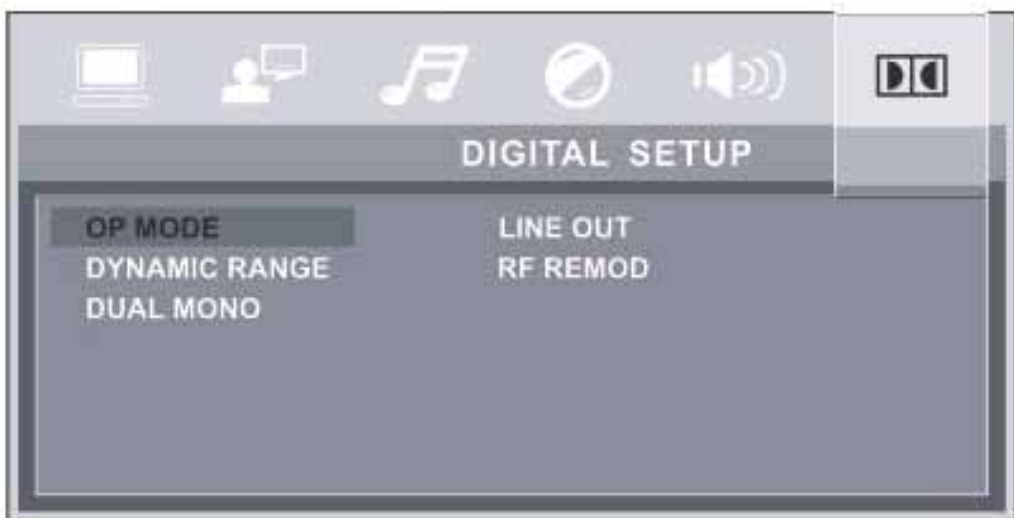 DIGITAL SETUP
OP MODE
DYNAMIC RANGE
DUAL MONO
LINE OUT
RF REMOD